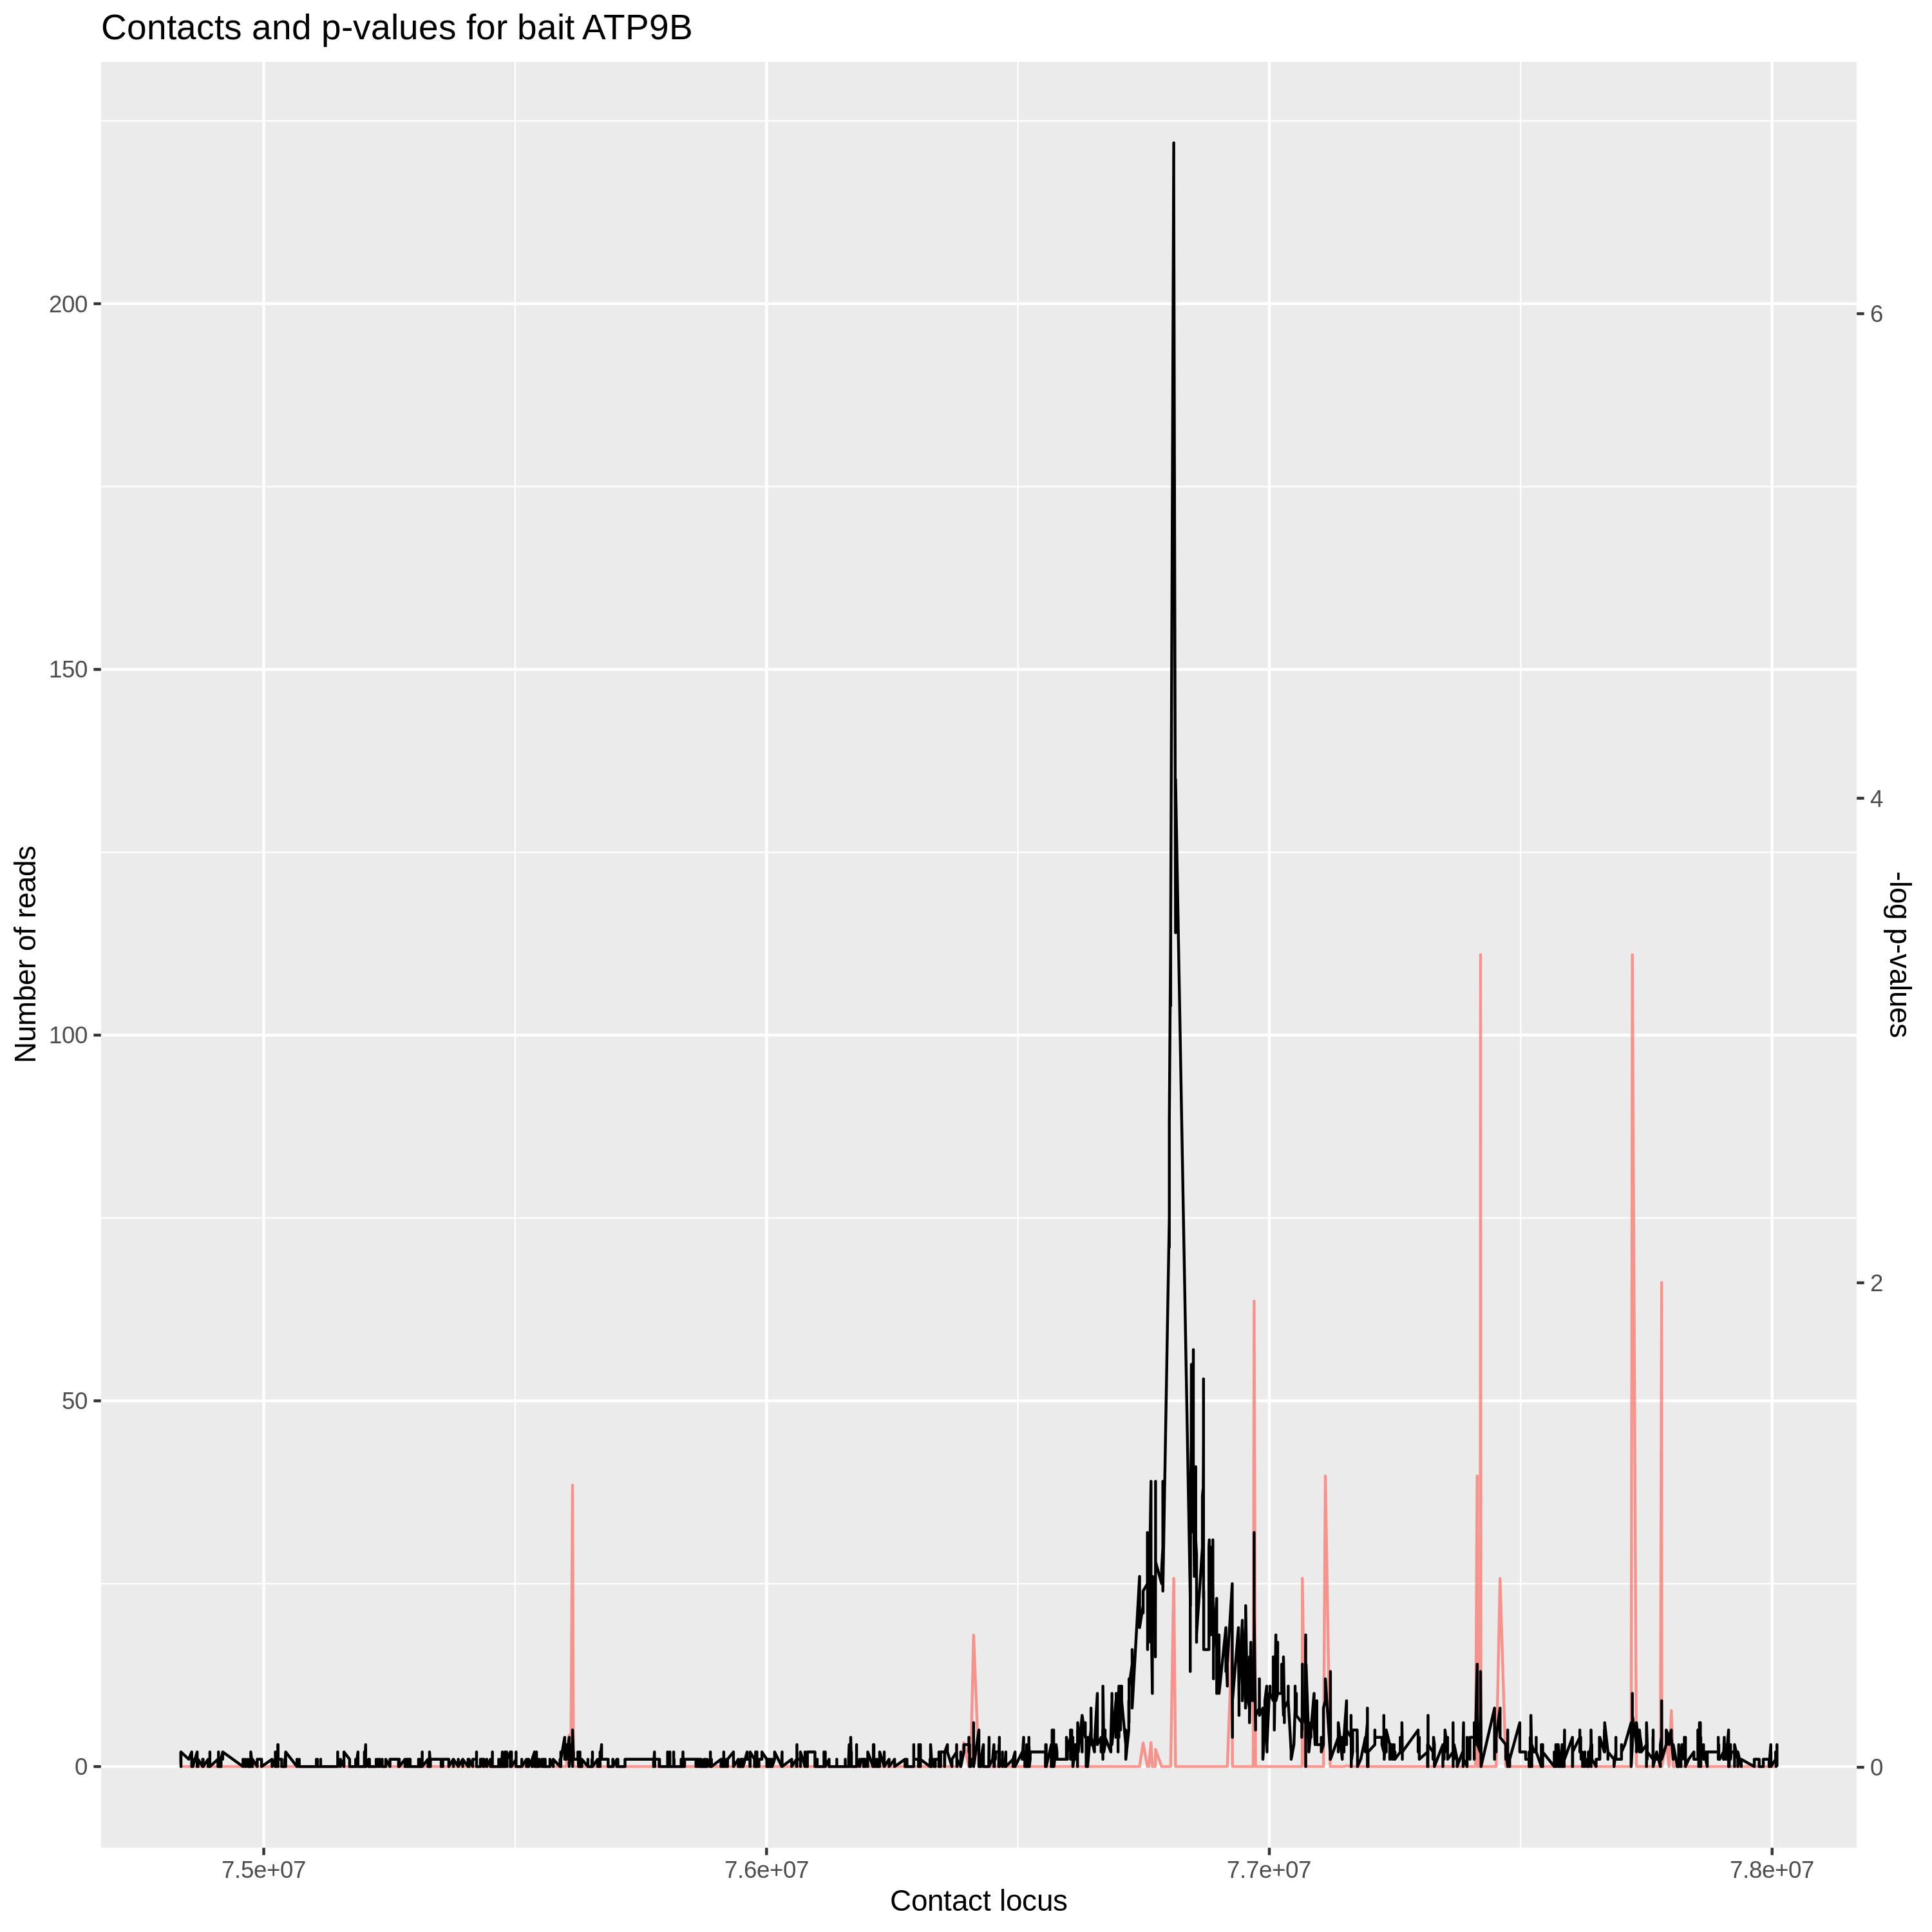 Contacts and p-values for bait ATP9B
200
150
100
50
0
Number of reads
6
4
2
0
-log p-values
7.5e+07 7.6e+07 7.7e+07 7.8e+07
Contact locus